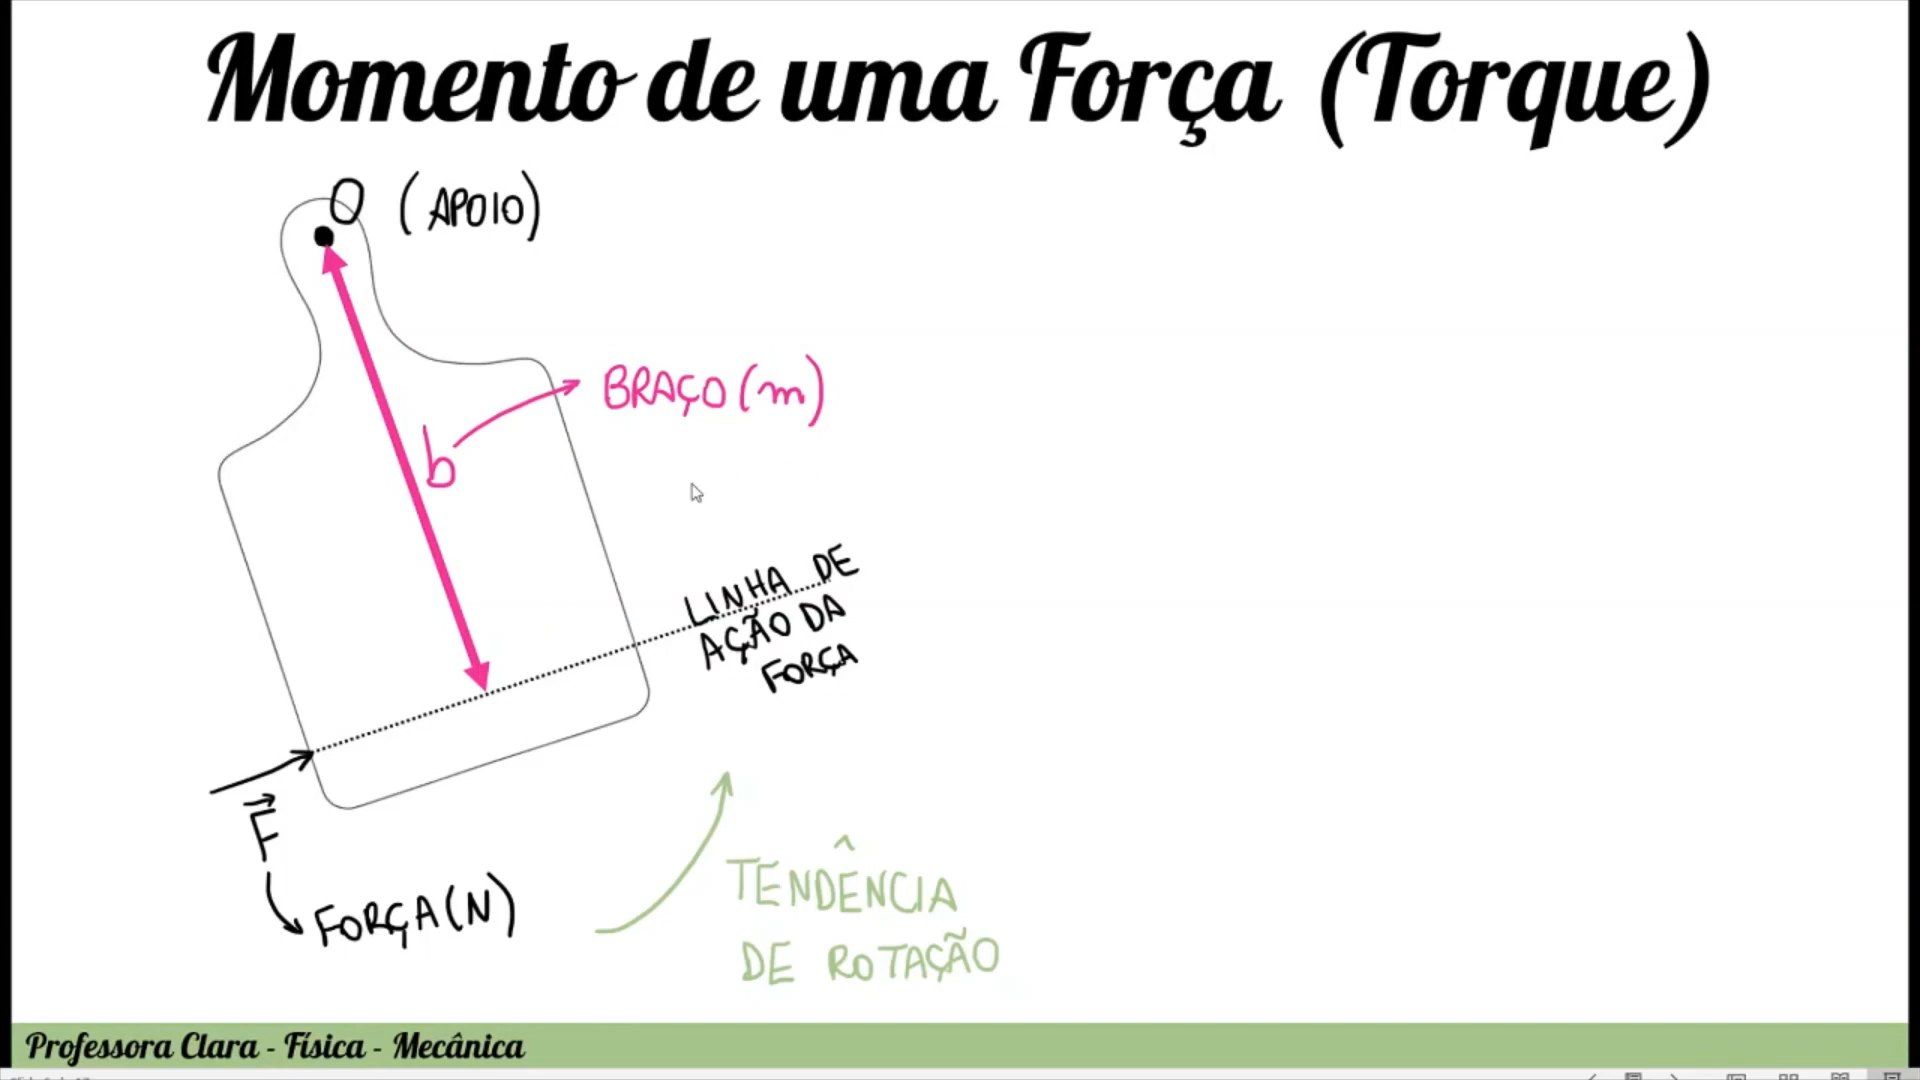 Momento de uma Força (Torque)
O (APOIO)
BRAÇO (m)
b
LINHA DE
AÇÃO DA
FORÇA
F
FORÇA (N)
TENDÊNCIA
DE ROTAÇÃO
Professora Clara - Física - Mecânica